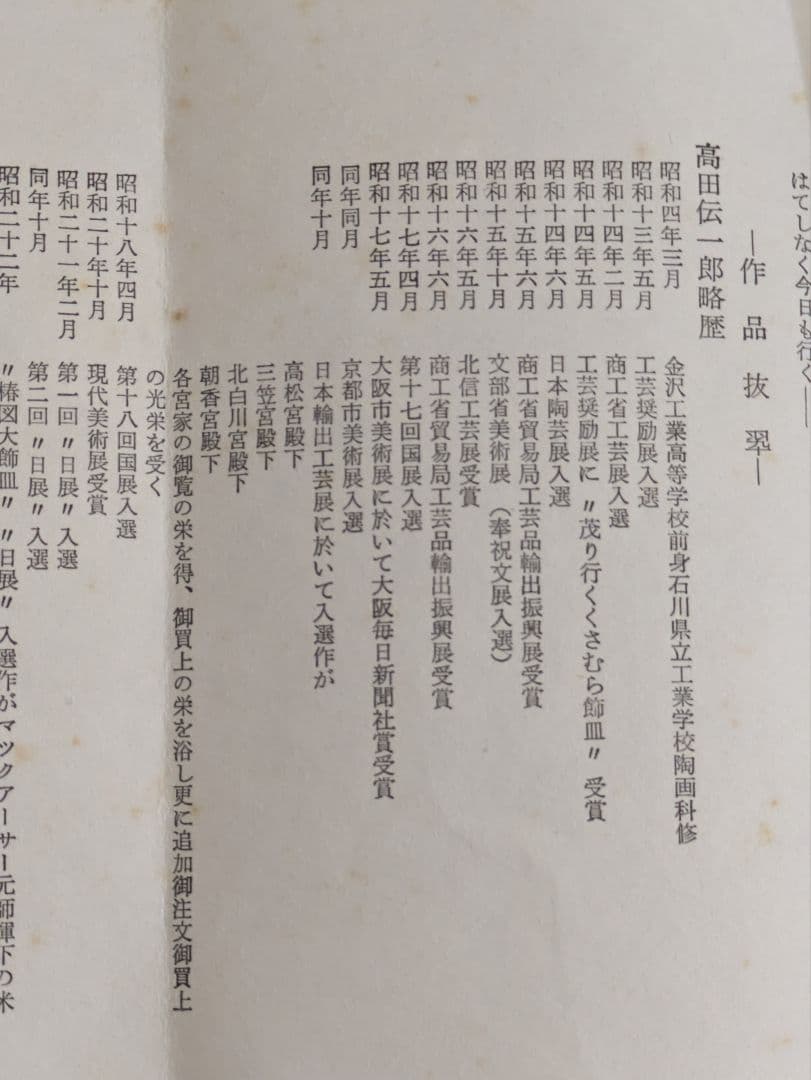 はてしなく今日も行く――
―作品抜翠―
高田伝一郎略歴
昭和四年三月 金沢工業高等学校前身石川県立工業学校陶画科修
昭和十三年五月 工芸奨励展入選
昭和十四年二月 商工省工芸展入選
昭和十四年五月 工芸奨励展に〃茂り行くくさむら飾皿〃受賞
昭和十四年六月 日本陶芸展入選
昭和十五年六月 商工省貿易局工芸品輸出振興展受賞
昭和十五年十月 文部省美術展(奉祝文展入選)
昭和十六年五月 北信工芸展受賞
昭和十六年六月 商工省貿易局工芸品輸出振興展受賞
昭和十七年四月 第十七回国展入選
昭和十七年五月 大阪市美術展に於いて大阪毎日新聞社賞受賞
同年同月 京都市美術展入選
同年十月 日本輸出工芸展に於いて入選作が
高松宮殿下
三笠宮殿下
北白川宮殿下
朝香宮殿下
各宮家の御覧の栄を得、御買上の栄を浴し更に追加御注文御買上
の光栄を受く
昭和十八年四月 第十八回国展入選
昭和二十年十月 現代美術展受賞
昭和二十一年二月 第一回〃日展〃入選
同年十月 第二回〃日展〃入選
昭和二十二年 〃椿図大飾皿〃〃日展〃入選作がマックアーサー元師揮下の米